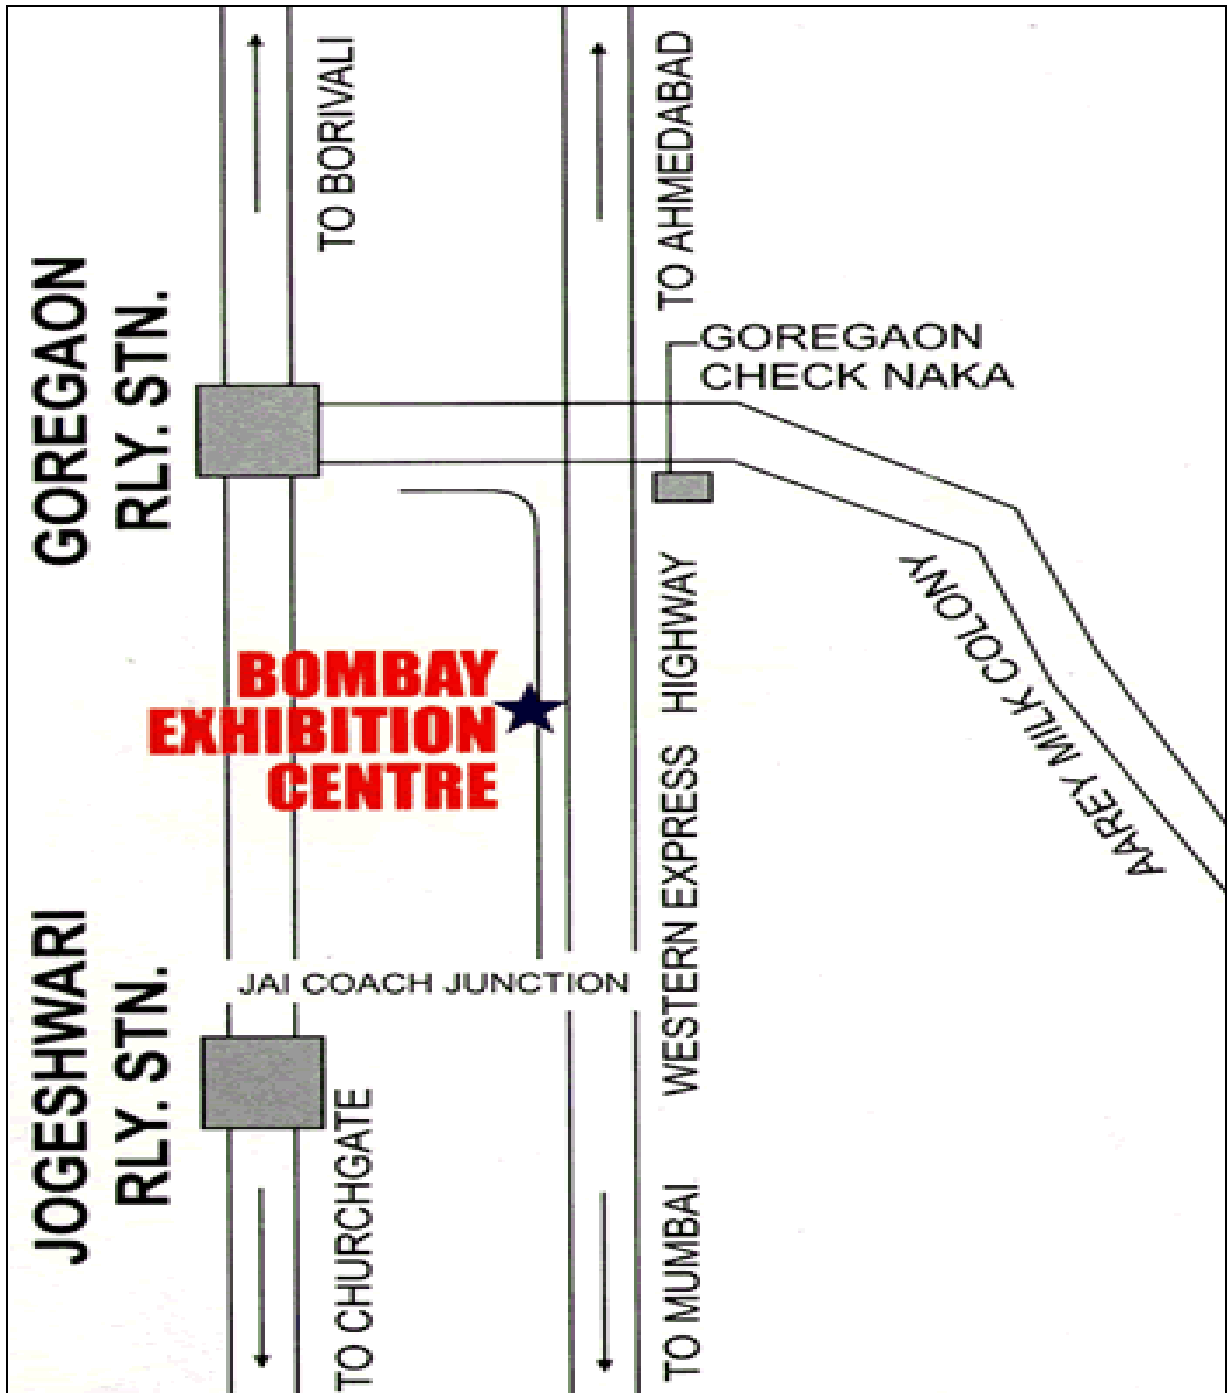 TO BORIVALI
TO AHMEDABAD
GOREGAON
RLY. STN.
GOREGAON
CHECK NAKA
WESTERN EXPRESS HIGHWAY
AAREY MILK COLONY
BOMBAY
EXHIBITION
CENTRE
JAI COACH JUNCTION
JOGESHWARI
RLY. STN.
TO CHURCHGATE
TO MUMBAI